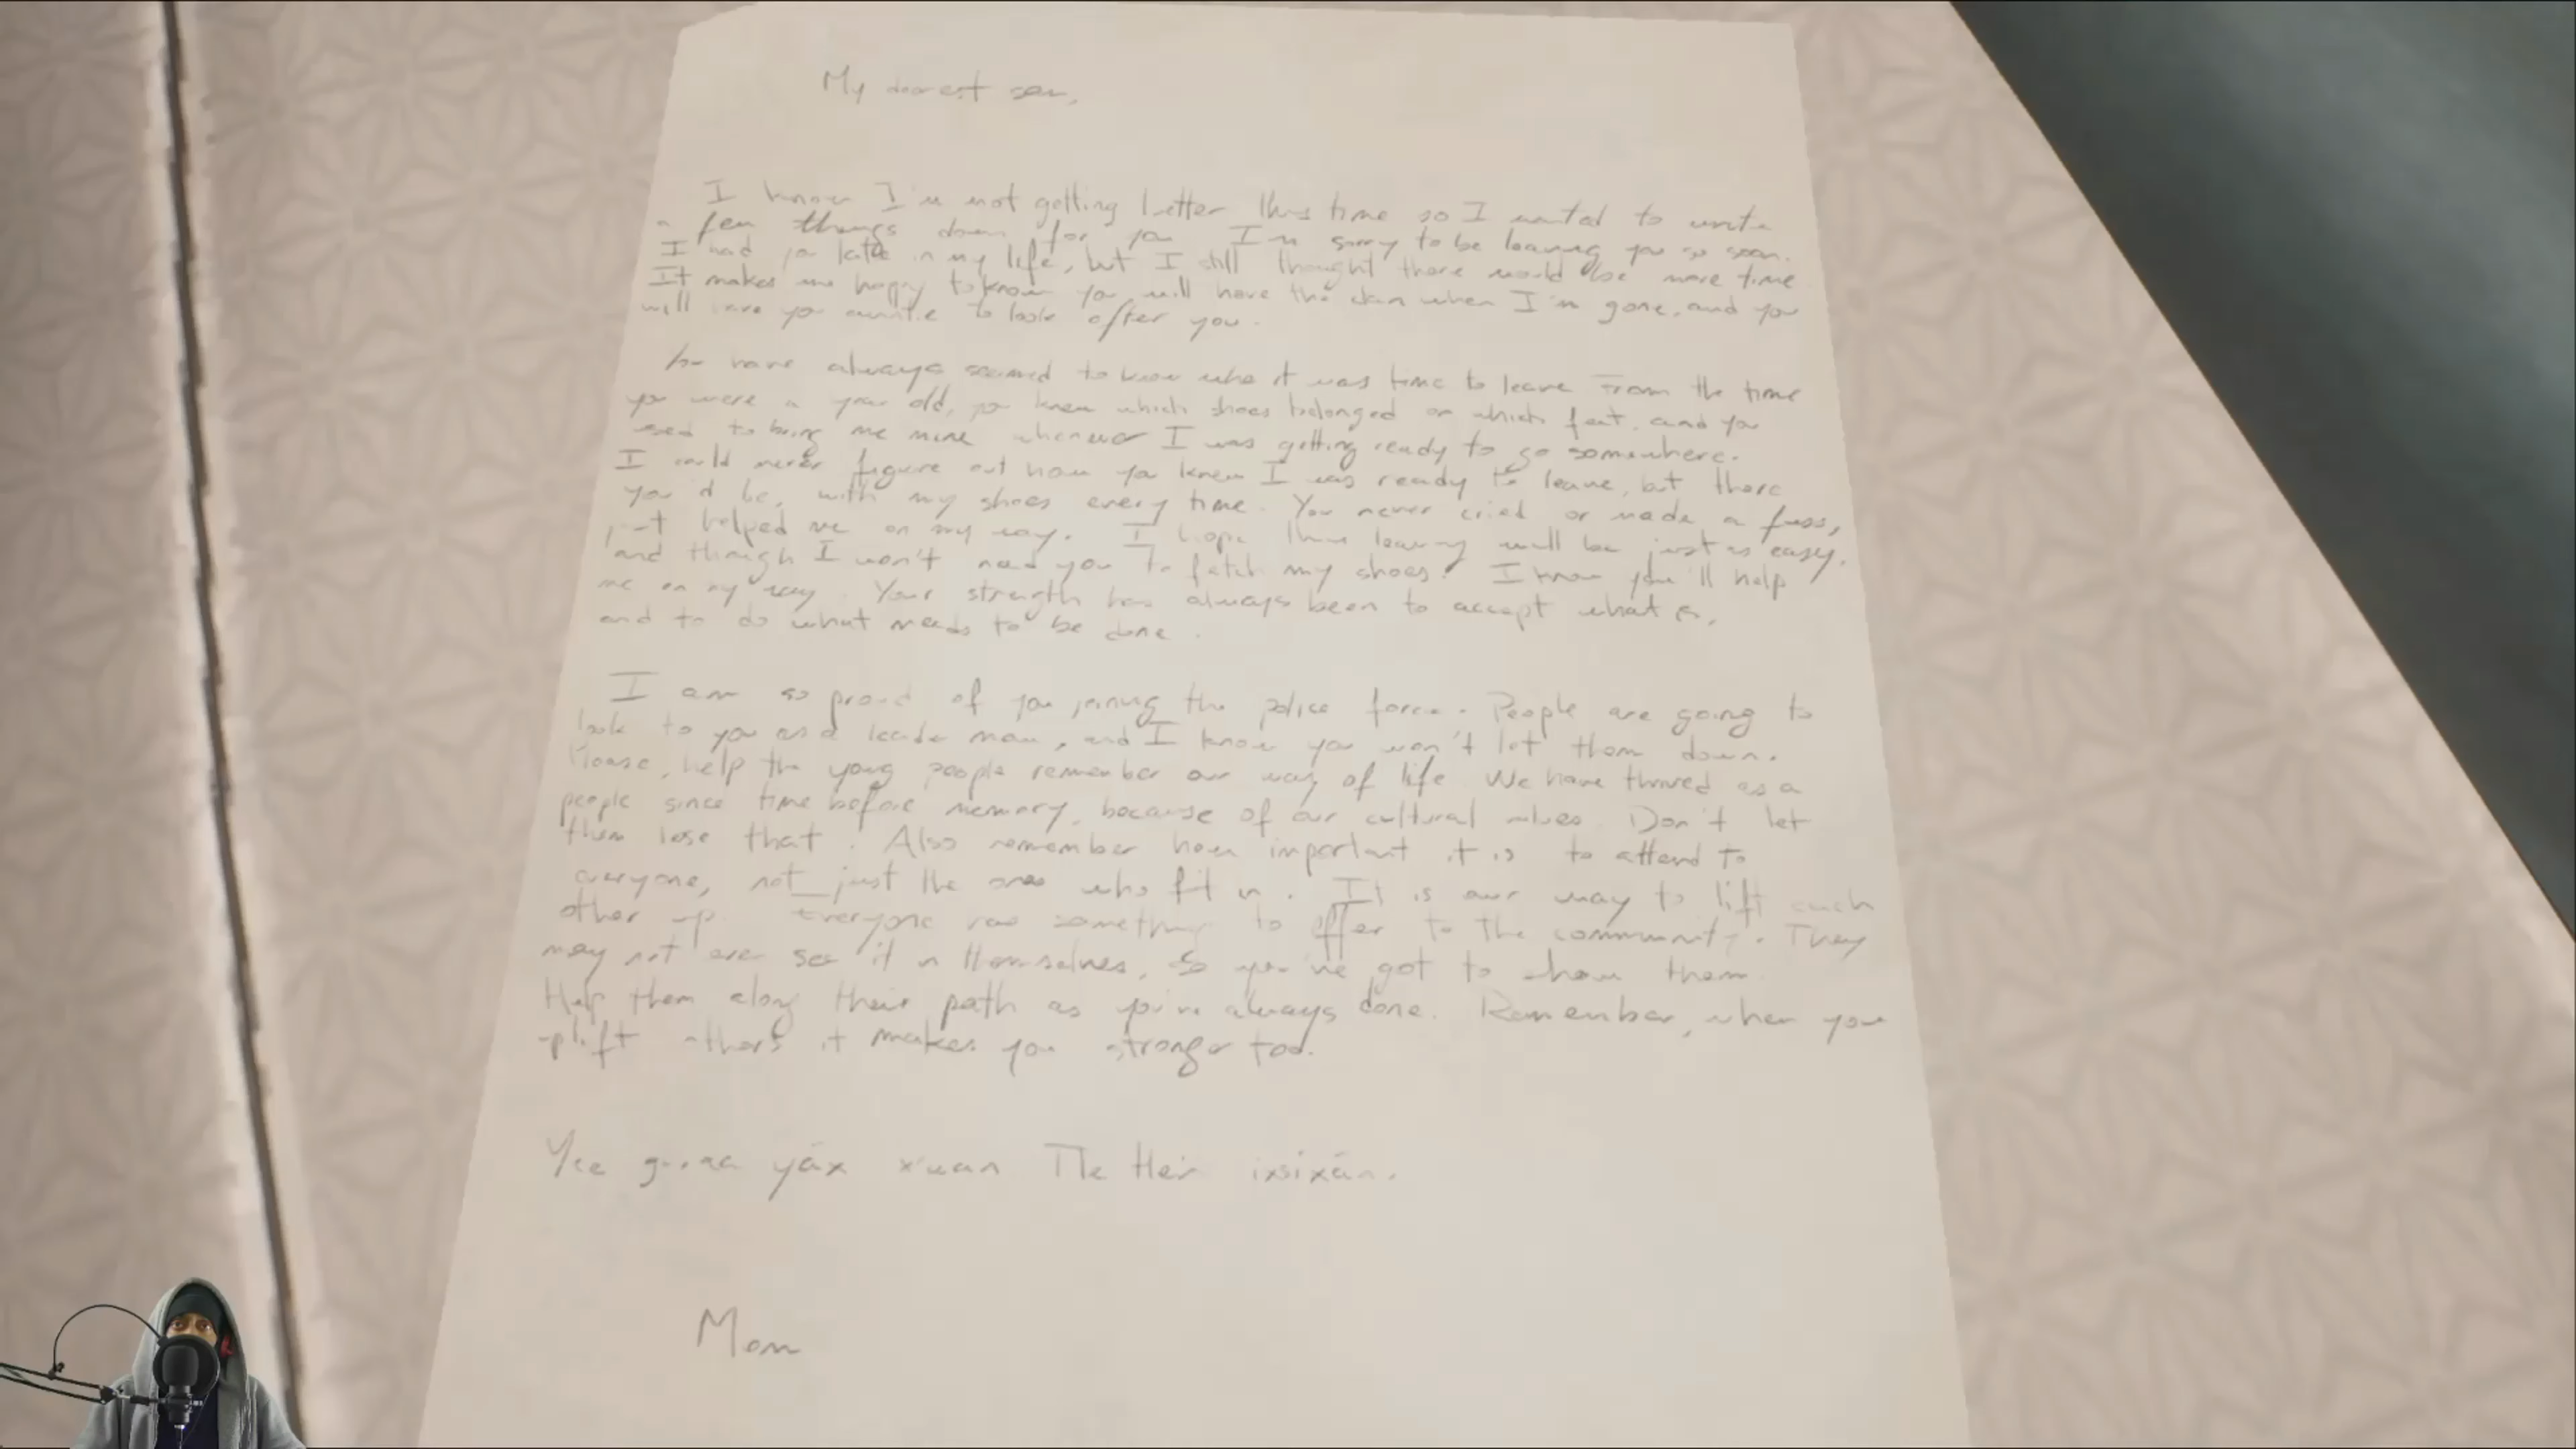 My dearest son,
I know I'm not getting better this time so I wanted to write
a few things down for you I'm sorry to be leaving you so soon.
I had you late in my life, but I still thought there would be more time
It makes me happy to know you will have the clan when I'm gone, and you
will have your auntie to look after you.
You have always seemed to know when it was time to leave From the time
you were a year old, you knew which shoes belonged on which feet, and you
used to bring me mine whenever I was getting ready to go somewhere.
I could never figure out how you knew I was ready to leave, but there
you'd be, with my shoes every time. You never cried or made a fuss,
just helped me on my way. I hope this leaving will be just as easy.
and though I won't need you to fetch my shoes. I know you'll help
me on my way. Your strength has always been to accept what is,
and to do what needs to be done.
I am so proud of you joining the police force. People are going to
look to you as a man, and I know you won't let them down.
Please, help the young people remember our way of life We have thrived as a
people since time before memory, because of our cultural values. Don't let
them lose that. Also remember how important it is to attend to
everyone, not just the ones who fit in. It is our way to lift each
other up. Everyone has something to offer to the community. They
may not even see it in themselves, so you've got to show them
Help them along their path as you've always done. Remember, when you
uplift others it makes you stronger too.
Yee yáx x'wán ixsixán.
Mom